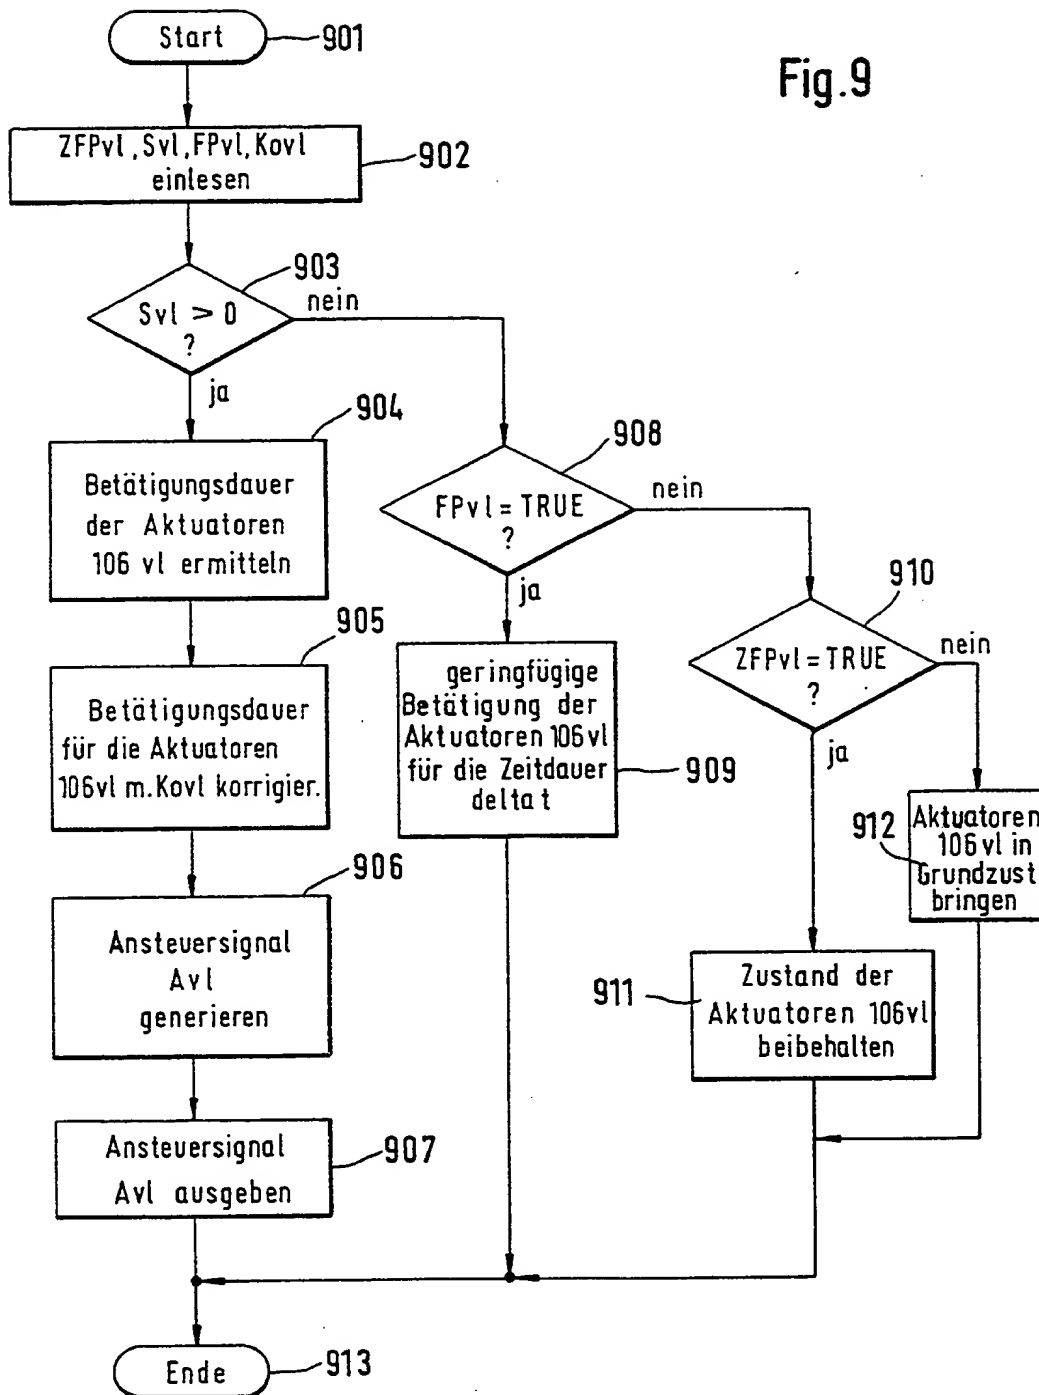 Fig.9
Start
901
ZFPvl, Svl, FPvl, Kovl
einlesen
902
903
Svl > 0
?
nein
ja
904
Betätigungsdauer
der Aktuatoren
106 vl ermitteln
905
Betätigungsdauer
für die Aktuatoren
106vl m. Kovl korrigier.
906
Ansteuersignal
Avl
generieren
Ansteuersignal
Avl ausgeben
907
908
FPvl = TRUE
?
nein
ja
geringfügige
Betätigung der
Aktuatoren 106vl
für die Zeitdauer
deltat
909
910
ZFPvl = TRUE
?
nein
ja
912
Aktuatoren
106vl in
Grundzust
bringen
911
Zustand der
Aktuatoren 106vl
beibehalten
Ende
913